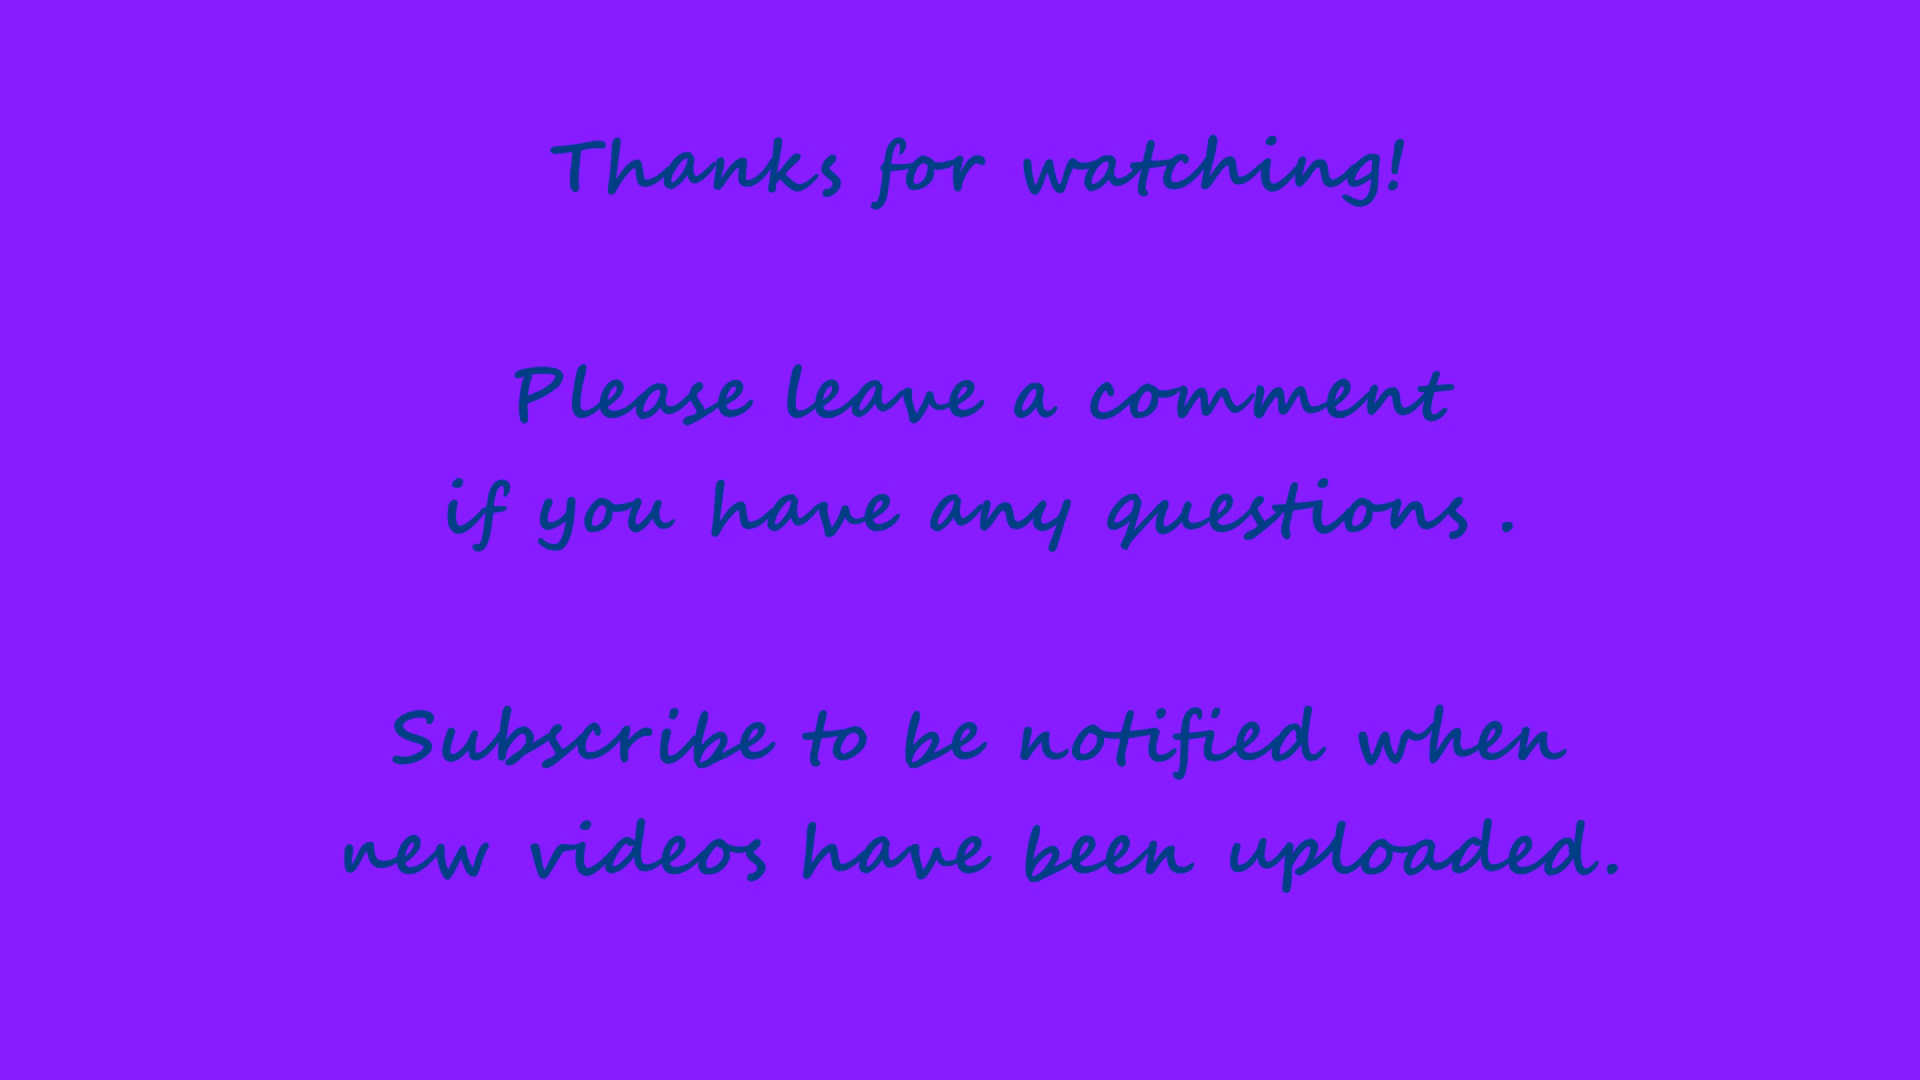 Thanks for watching!
Please leave a comment
if you have any questions .
Subscribe to be notified when
new videos have been uploaded.